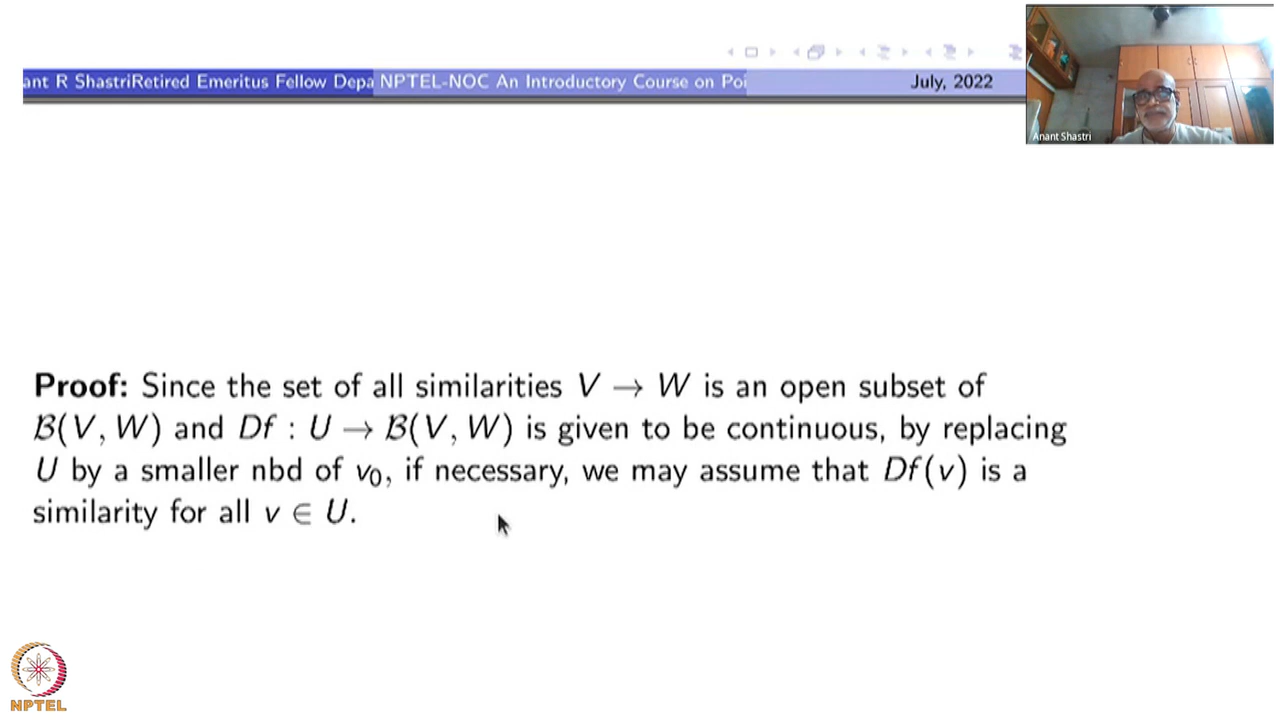 ant R ShastriRetired Emeritus Fellow Depa NPTEL-NOC An Introductory Course on Poi July, 2022
Anant Shastri
Proof: Since the set of all similarities V → W is an open subset of
B(V, W) and Df : U → B(V, W) is given to be continuous, by replacing
U by a smaller nbd of v₀, if necessary, we may assume that Df(v) is a
similarity for all v ∈ U.
NPTEL